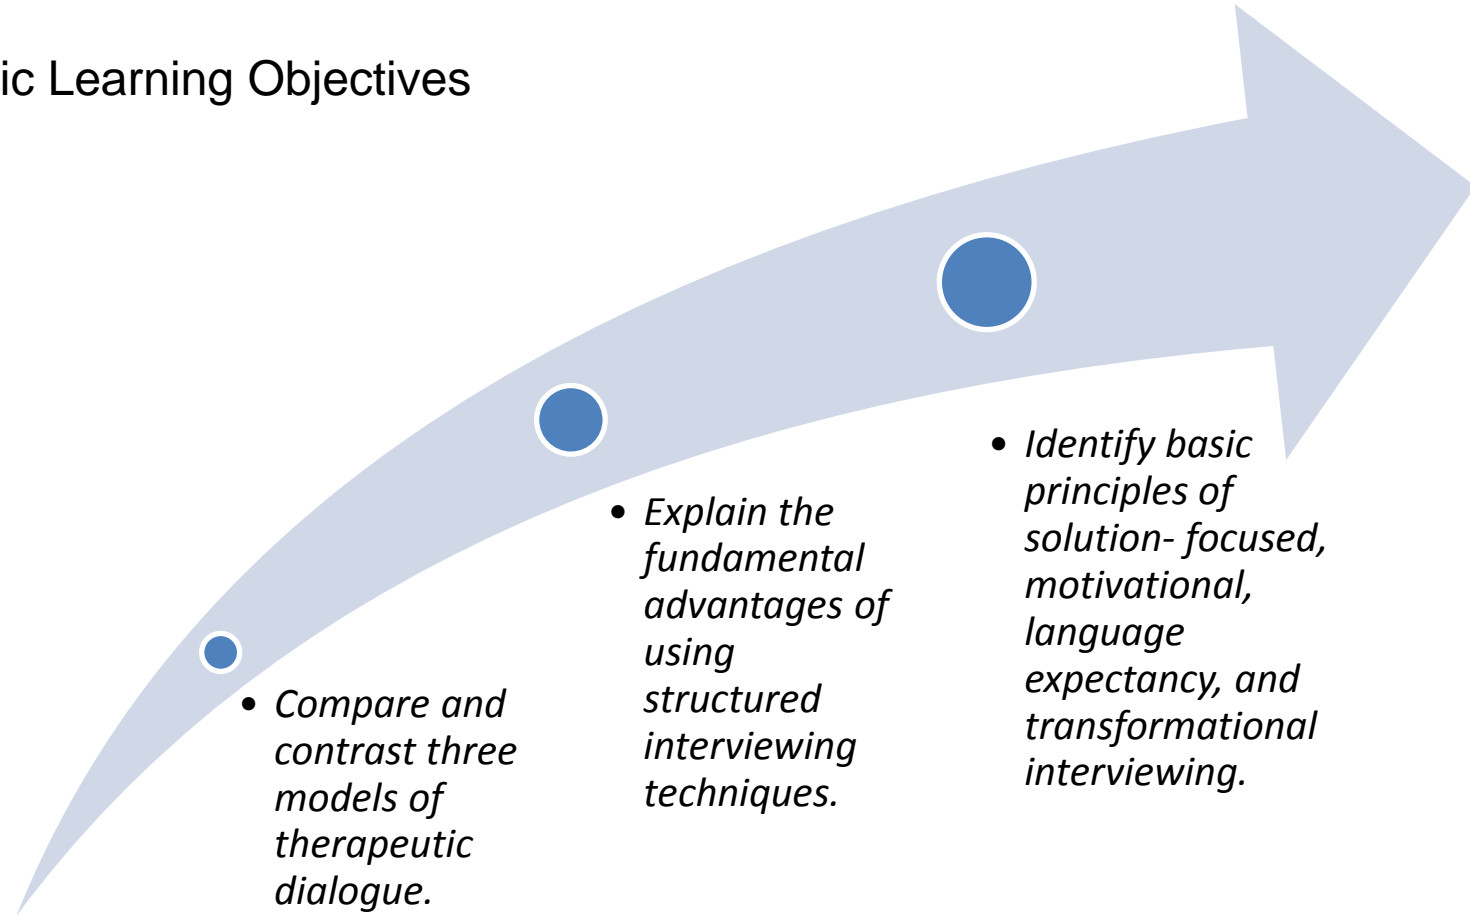 ic Learning Objectives
• Compare and
contrast three
models of
therapeutic
dialogue.
• Explain the
fundamental
advantages of
using
structured
interviewing
techniques.
• Identify basic
principles of
solution- focused,
motivational,
language
expectancy, and
transformational
interviewing.